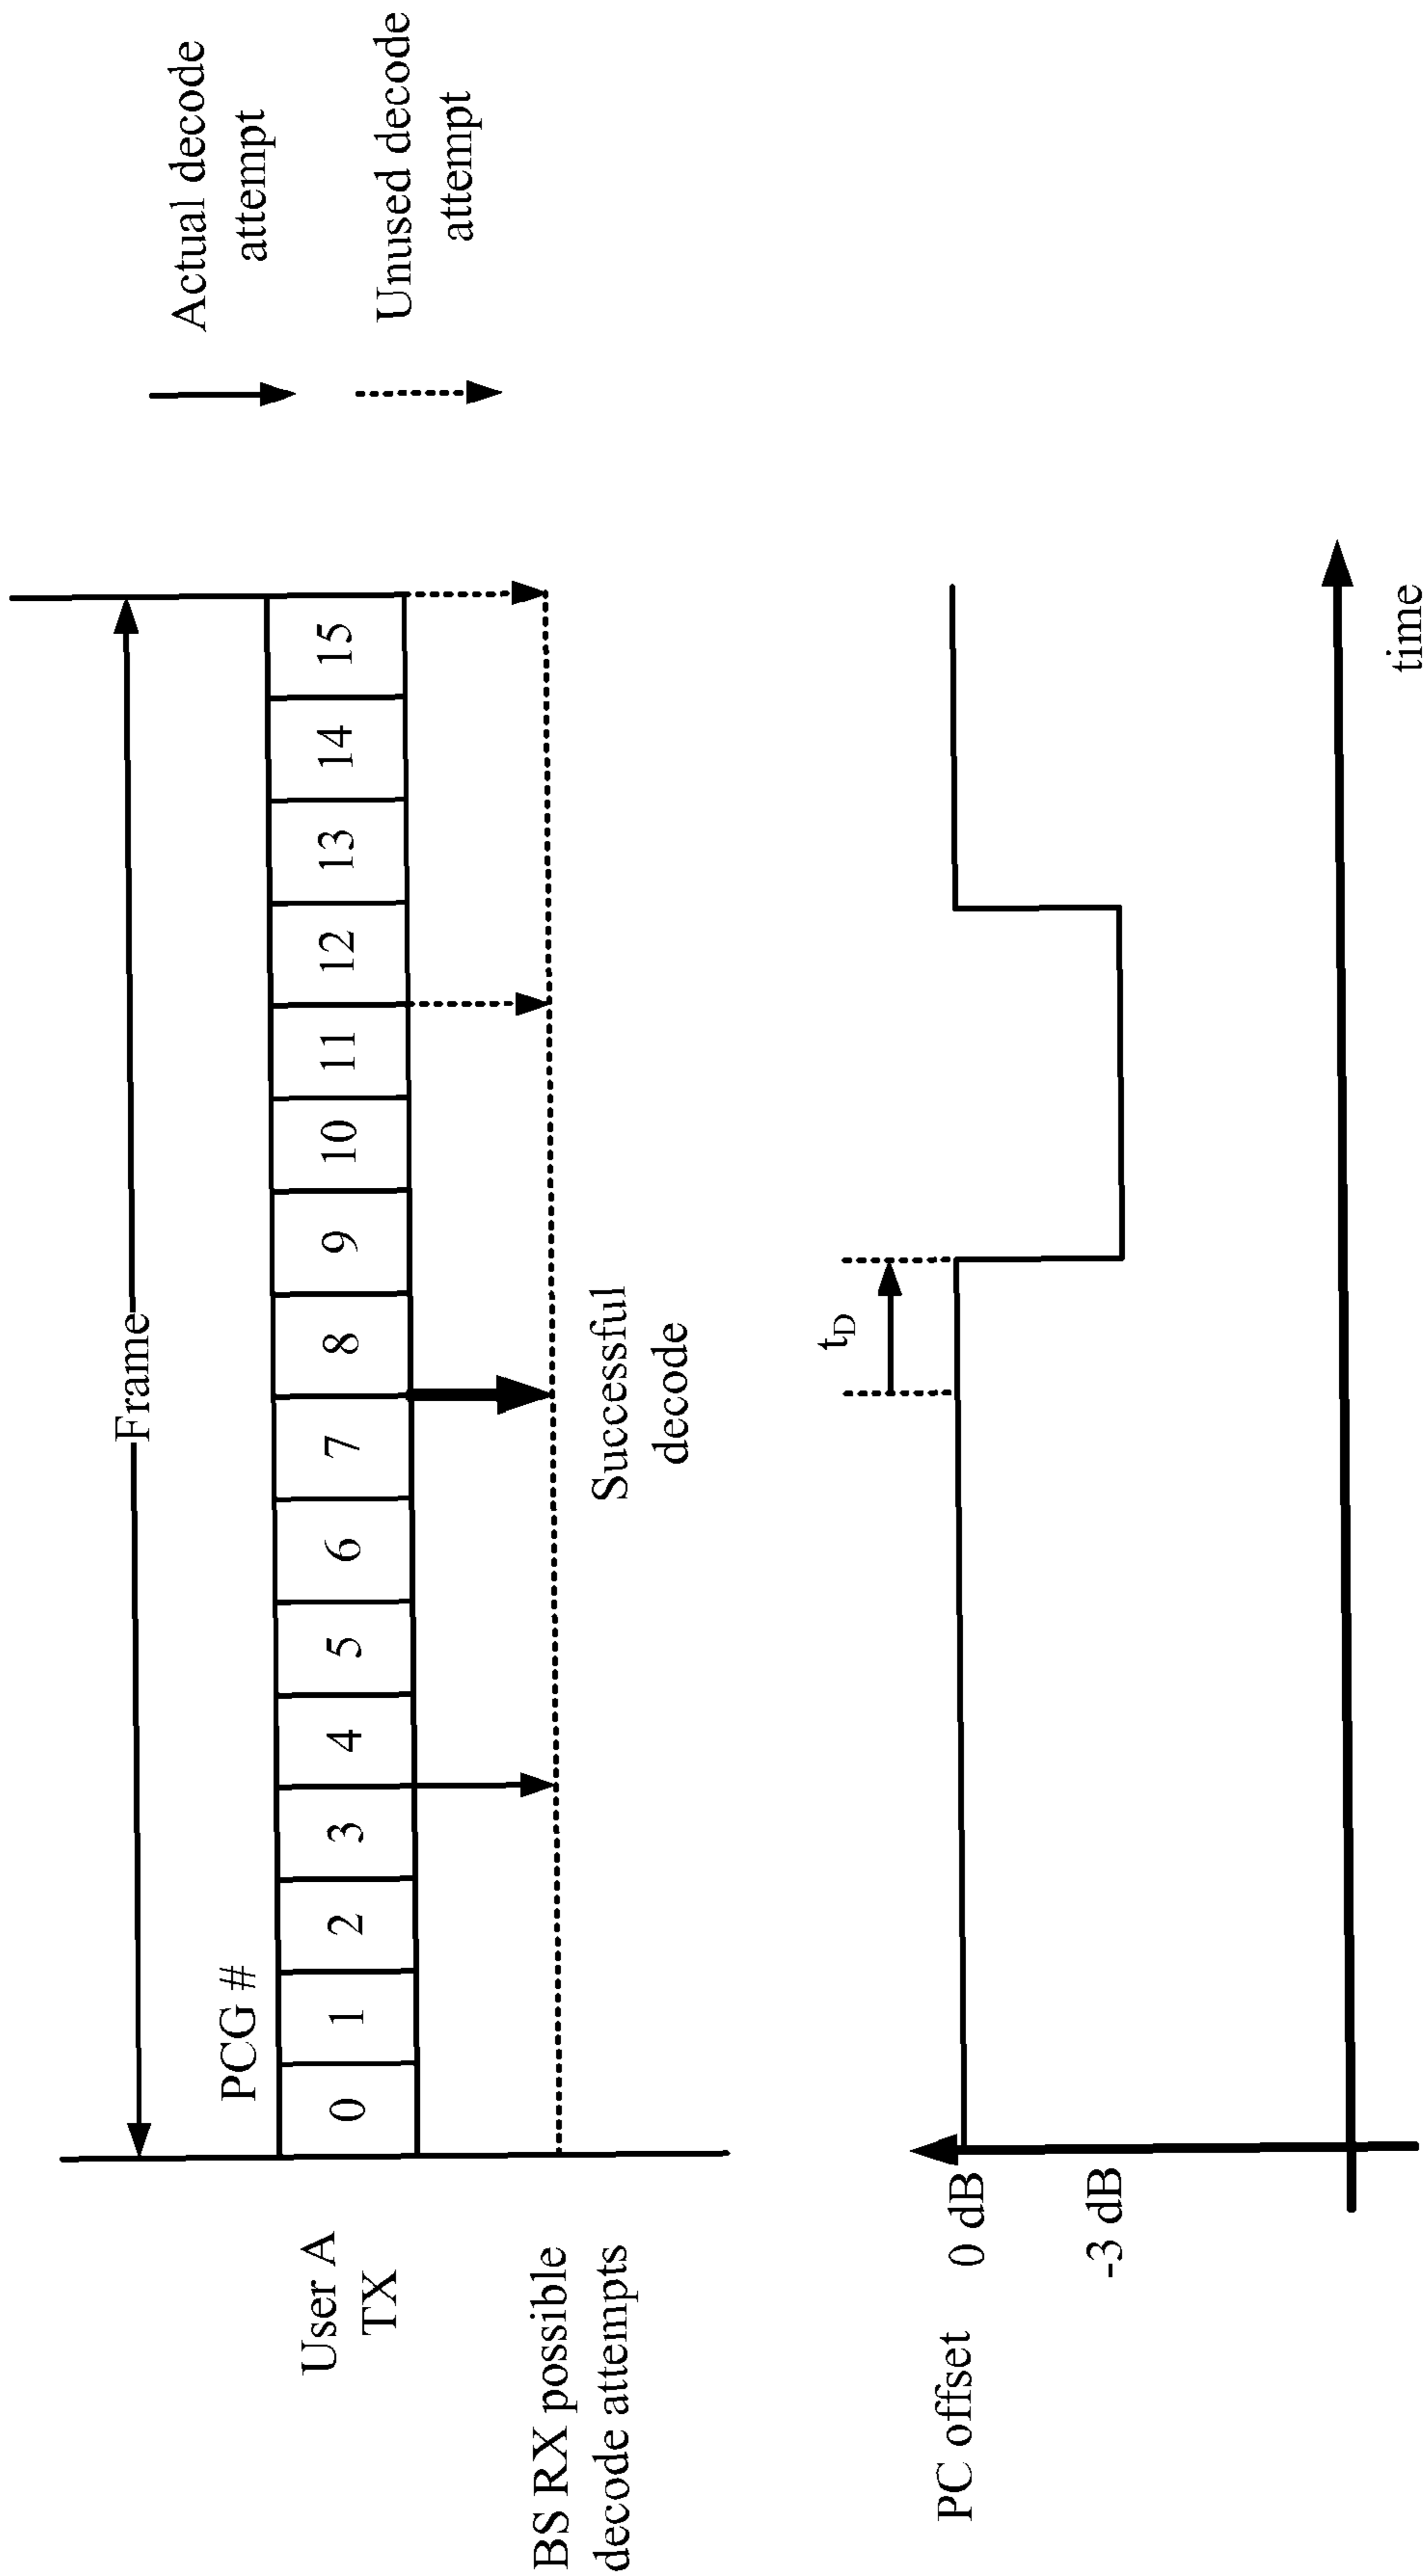 Frame
Actual decode
attempt
Unused decode
attempt
PCG #
User A
TX
0 1 2 3 4 5 6 7 8 9 10 11 12 13 14 15
BS RX possible
decode attempts
Successful
decode
tD
PC offset
0 dB
-3 dB
time